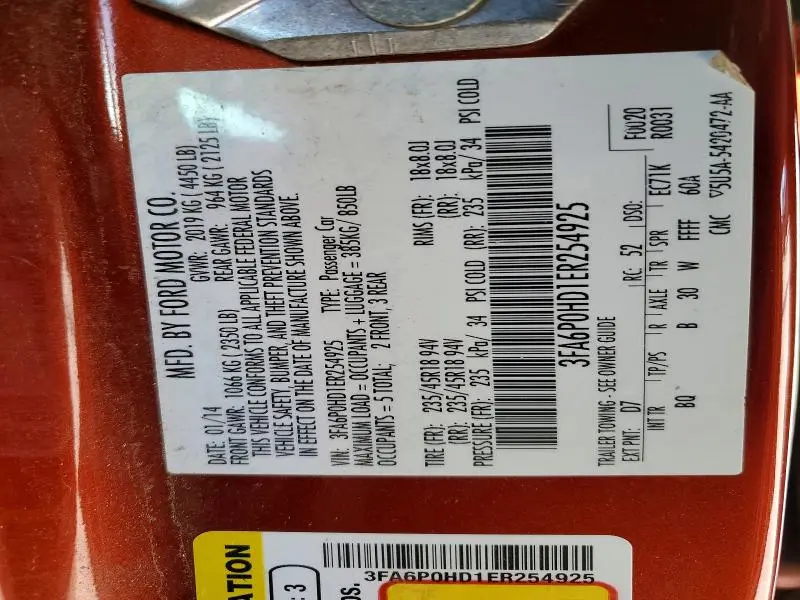 MFD. BY FORD MOTOR CO.
DATE: 01/14 GVWR: 2019 KG (4450 LB)
FRONT GAWR: 1066 KG (2350 LB) REAR GAWR: 964 KG (2125 LB)
THIS VEHICLE CONFORMS TO ALL APPLICABLE FEDERAL MOTOR
VEHICLE SAFETY, BUMPER, AND THEFT PREVENTION STANDARDS
IN EFFECT ON THE DATE OF MANUFACTURE SHOWN ABOVE.
VIN: 3FA6P0HD1ER254925 TYPE: Passenger Car
MAXIMUM LOAD = OCCUPANTS + LUGGAGE = 385KG/ 850LB
OCCUPANTS = 5 TOTAL; 2 FRONT, 3 REAR
TIRE (FR): 235/45R18 94V RIMS (FR): 18x8.0J
(RR): 235/45R18 94V (RR): 18x8.0J
PRESSURE (FR): 235 kPa/ 34 PSI COLD (RR): 235 kPa/ 34 PSI COLD
3FA6P0HD1ER254925
TRAILER TOWING - SEE OWNER GUIDE F0020
R0031
EXT PNT: D7 RC: 52 DSO:
INT TR TP/PS R AXLE TR SPR EC71K
BQ B 30 W FFFF 60A
CMC ▽5U5A-5420472-AA
ATION
: 3
OS.
3FA6P0HD1ER254925